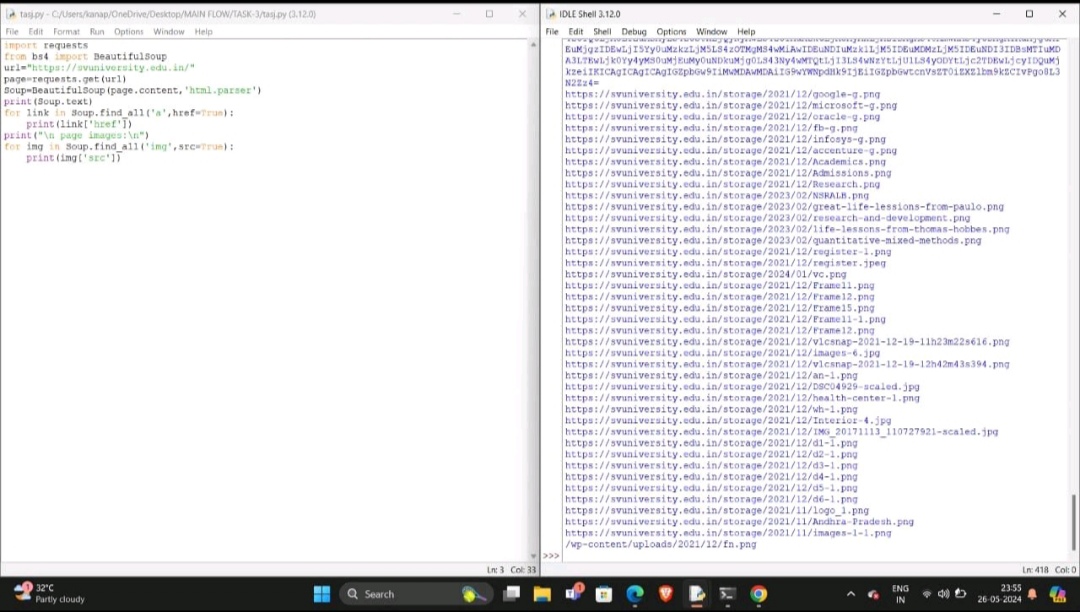 tasj.py - C:/Users/kanap/OneDrive/Desktop/MAIN FLOW/TASK-3/tasj.py (3.12.0)
File Edit Format Run Options Window Help
import requests
from bs4 import BeautifulSoup
url="https://svuniversity.edu.in/"
page=requests.get(url)
Soup=BeautifulSoup(page.content,'html.parser')
print(Soup.text)
for link in Soup.find_all('a',href=True):
    print(link['href'])
print("\n page images:\n")
for img in Soup.find_all('img',src=True):
    print(img['src'])
Ln: 3 Col: 33
IDLE Shell 3.12.0
File Edit Shell Debug Options Window Help
https://svuniversity.edu.in/storage/2021/12/google-g.png
https://svuniversity.edu.in/storage/2021/12/microsoft-g.png
https://svuniversity.edu.in/storage/2021/12/oracle-g.png
https://svuniversity.edu.in/storage/2021/12/fb-g.png
https://svuniversity.edu.in/storage/2021/12/infosys-g.png
https://svuniversity.edu.in/storage/2021/12/accenture-g.png
https://svuniversity.edu.in/storage/2021/12/Academics.png
https://svuniversity.edu.in/storage/2021/12/Admissions.png
https://svuniversity.edu.in/storage/2021/12/Research.png
https://svuniversity.edu.in/storage/2023/02/NSRALB.png
https://svuniversity.edu.in/storage/2023/02/great-life-lessions-from-paulo.png
https://svuniversity.edu.in/storage/2023/02/research-and-development.png
https://svuniversity.edu.in/storage/2023/02/life-lessons-from-thomas-hobbes.png
https://svuniversity.edu.in/storage/2023/02/quantitative-mixed-methods.png
https://svuniversity.edu.in/storage/2021/12/register-1.png
https://svuniversity.edu.in/storage/2021/12/register.jpeg
https://svuniversity.edu.in/storage/2024/01/vc.png
https://svuniversity.edu.in/storage/2021/12/Frame11.png
https://svuniversity.edu.in/storage/2021/12/Frame12.png
https://svuniversity.edu.in/storage/2021/12/Frame15.png
https://svuniversity.edu.in/storage/2021/12/Frame11-1.png
https://svuniversity.edu.in/storage/2021/12/Frame12.png
https://svuniversity.edu.in/storage/2021/12/vlcsnap-2021-12-19-11h23m22s616.png
https://svuniversity.edu.in/storage/2021/12/images-6.jpg
https://svuniversity.edu.in/storage/2021/12/vlcsnap-2021-12-19-12h42m43s394.png
https://svuniversity.edu.in/storage/2021/12/an-1.png
https://svuniversity.edu.in/storage/2021/12/DSC04929-scaled.jpg
https://svuniversity.edu.in/storage/2021/12/health-center-1.png
https://svuniversity.edu.in/storage/2021/12/wh-1.png
https://svuniversity.edu.in/storage/2021/12/Interior-4.jpg
https://svuniversity.edu.in/storage/2021/12/IMG_20171113_110727921-scaled.jpg
https://svuniversity.edu.in/storage/2021/12/d1-1.png
https://svuniversity.edu.in/storage/2021/12/d2-1.png
https://svuniversity.edu.in/storage/2021/12/d3-1.png
https://svuniversity.edu.in/storage/2021/12/d4-1.png
https://svuniversity.edu.in/storage/2021/12/d5-1.png
https://svuniversity.edu.in/storage/2021/12/d6-1.png
https://svuniversity.edu.in/storage/2021/11/logo_1.png
https://svuniversity.edu.in/storage/2021/11/Andhra-Pradesh.png
https://svuniversity.edu.in/storage/2021/11/images-1-1.png
/wp-content/uploads/2021/12/fn.png
>>>
Ln: 418 Col: 0
32°C
Partly cloudy
Search
ENG
IN
23:55
26-05-2024